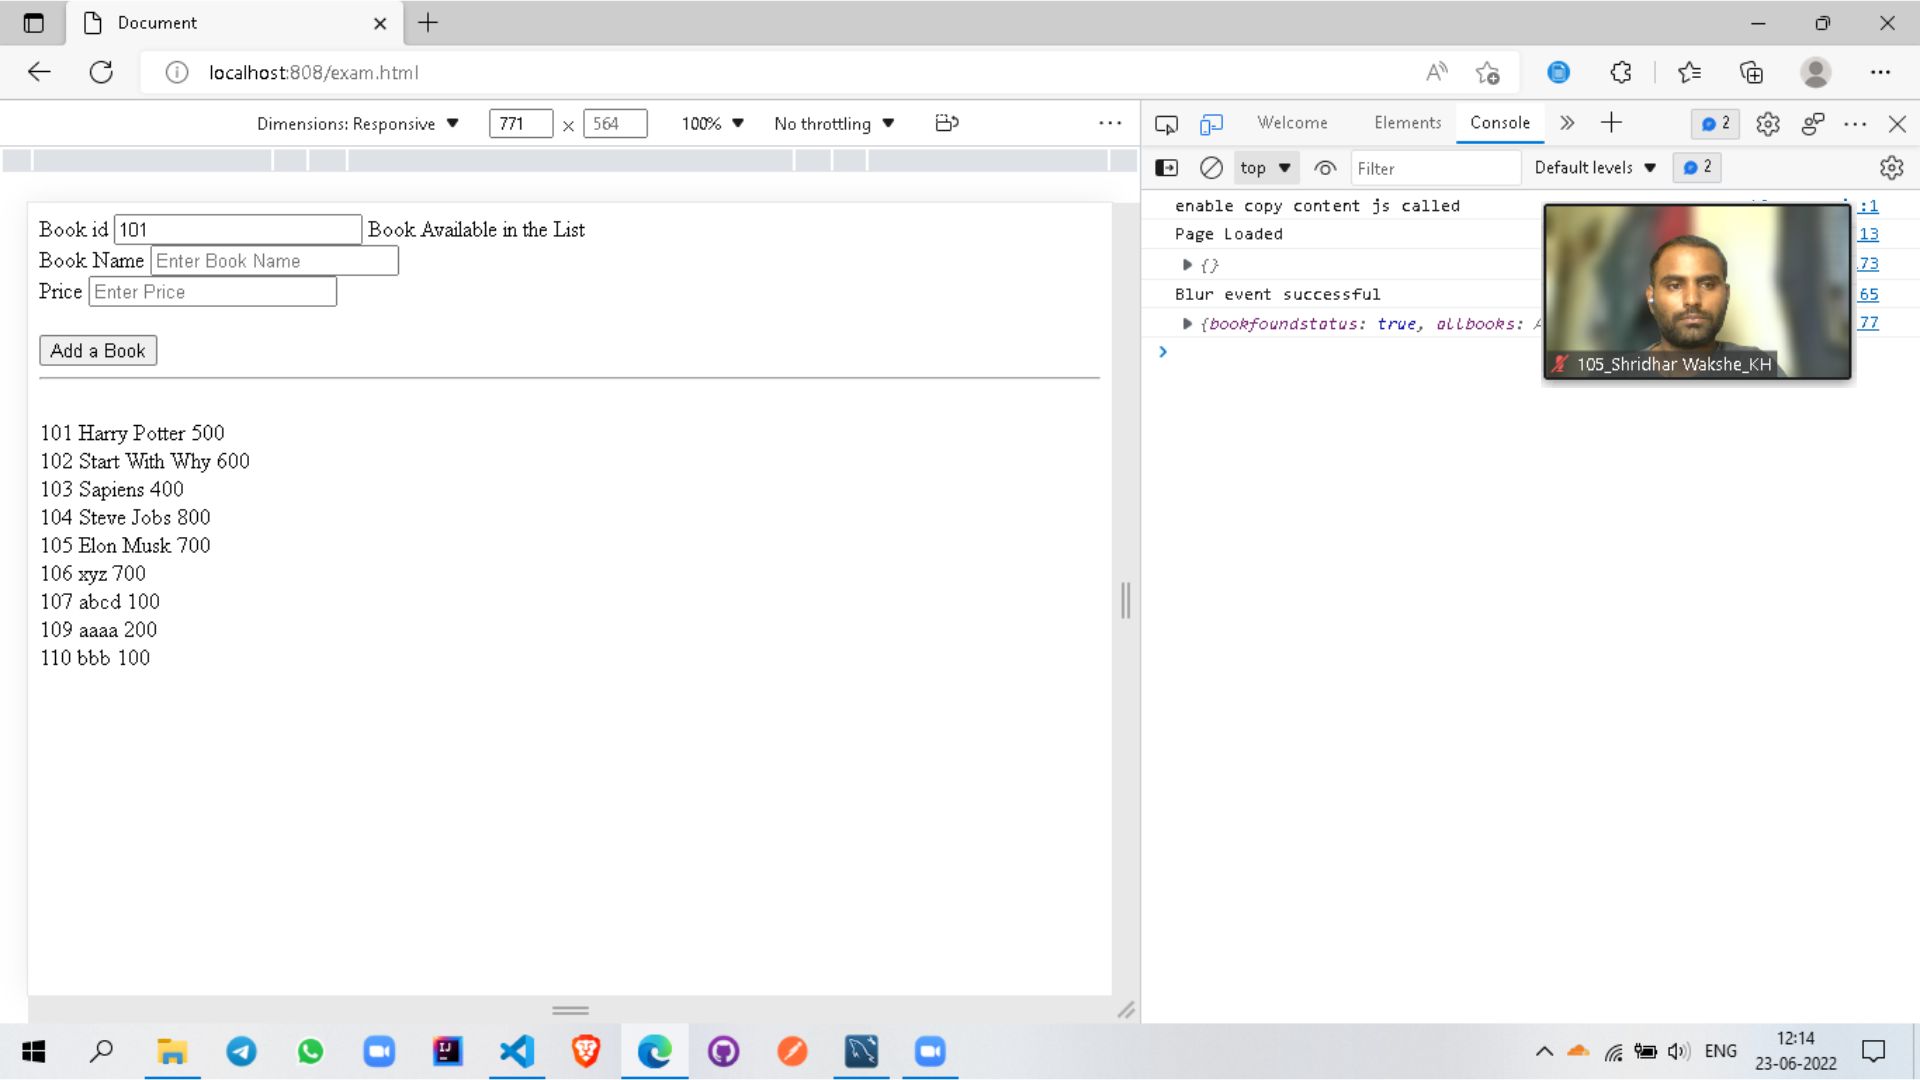 Document
localhost:808/exam.html
Dimensions: Responsive 771 × 564 100% No throttling
Welcome Elements Console 2
top Filter Default levels 2
Book id 101 Book Available in the List
Book Name Enter Book Name
Price Enter Price
Add a Book
101 Harry Potter 500
102 Start With Why 600
103 Sapiens 400
104 Steve Jobs 800
105 Elon Musk 700
106 xyz 700
107 abcd 100
109 aaaa 200
110 bbb 100
enable copy content js called :1
Page Loaded 13
{} 73
Blur event successful 65
{bookfoundstatus: true, allbooks: 77
105_Shridhar Wakshe_KH
ENG
12:14
23-06-2022